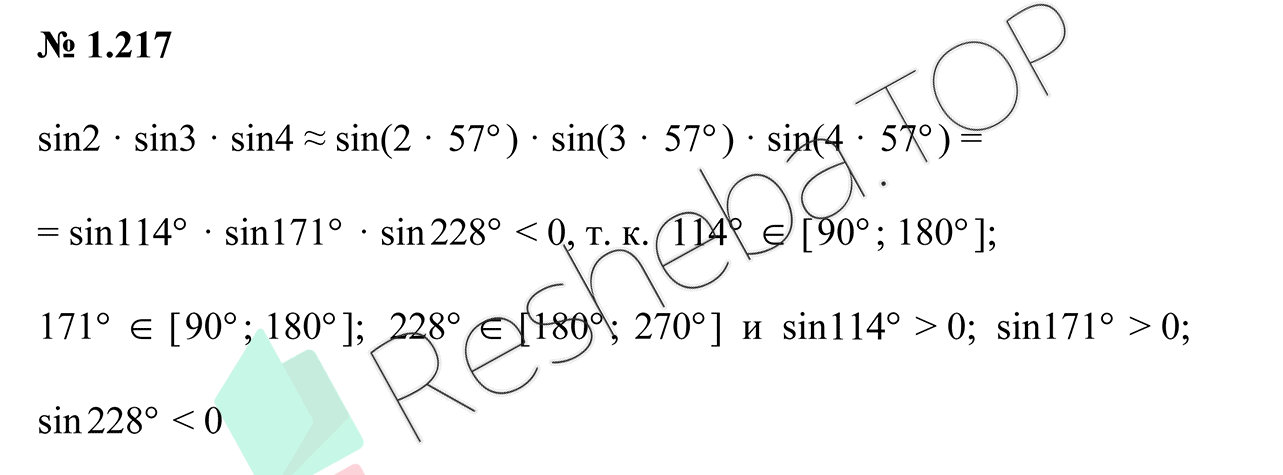 № 1.217
sin2 · sin3 · sin4 ≈ sin(2 · 57°) · sin(3 · 57°) · sin(4 · 57°) =
= sin114° · sin171° · sin228° < 0, т. к. 114° ∈ [90°; 180°];
171° ∈ [90°; 180°]; 228° ∈ [180°; 270°] и sin114° > 0; sin171° > 0;
sin228° < 0
Resheba.TOP